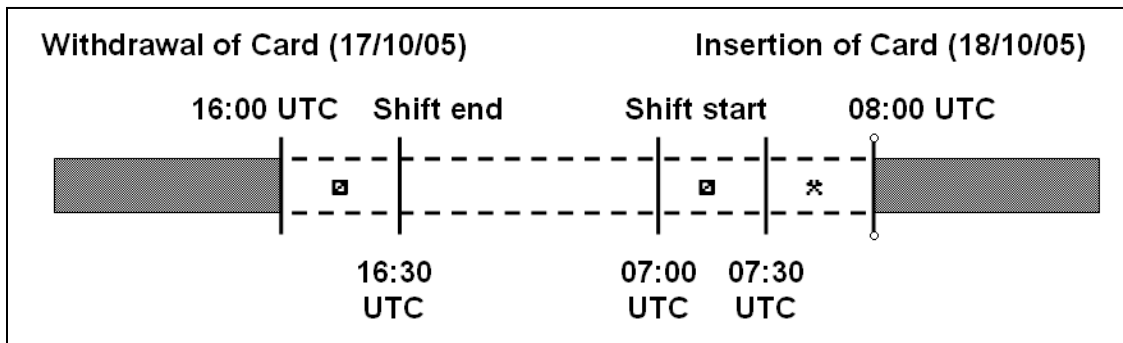 Withdrawal of Card (17/10/05) Insertion of Card (18/10/05)
16:00 UTC Shift end Shift start 08:00 UTC
16:30 07:00 07:30
UTC UTC UTC